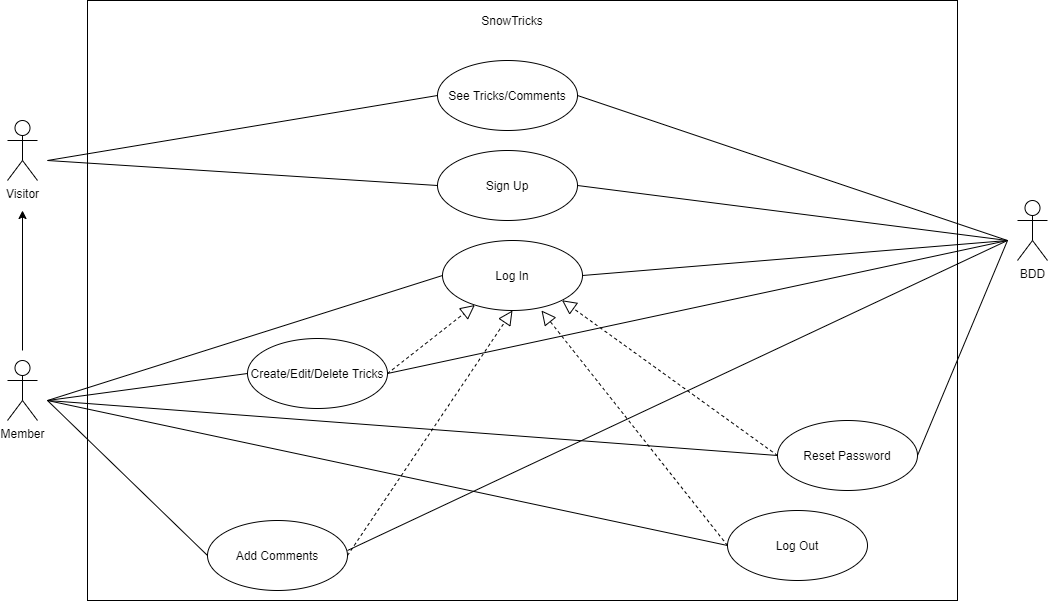 SnowTricks
See Tricks/Comments
Visitor
Sign Up
BDD
Log In
Create/Edit/Delete Tricks
Member
Reset Password
Log Out
Add Comments